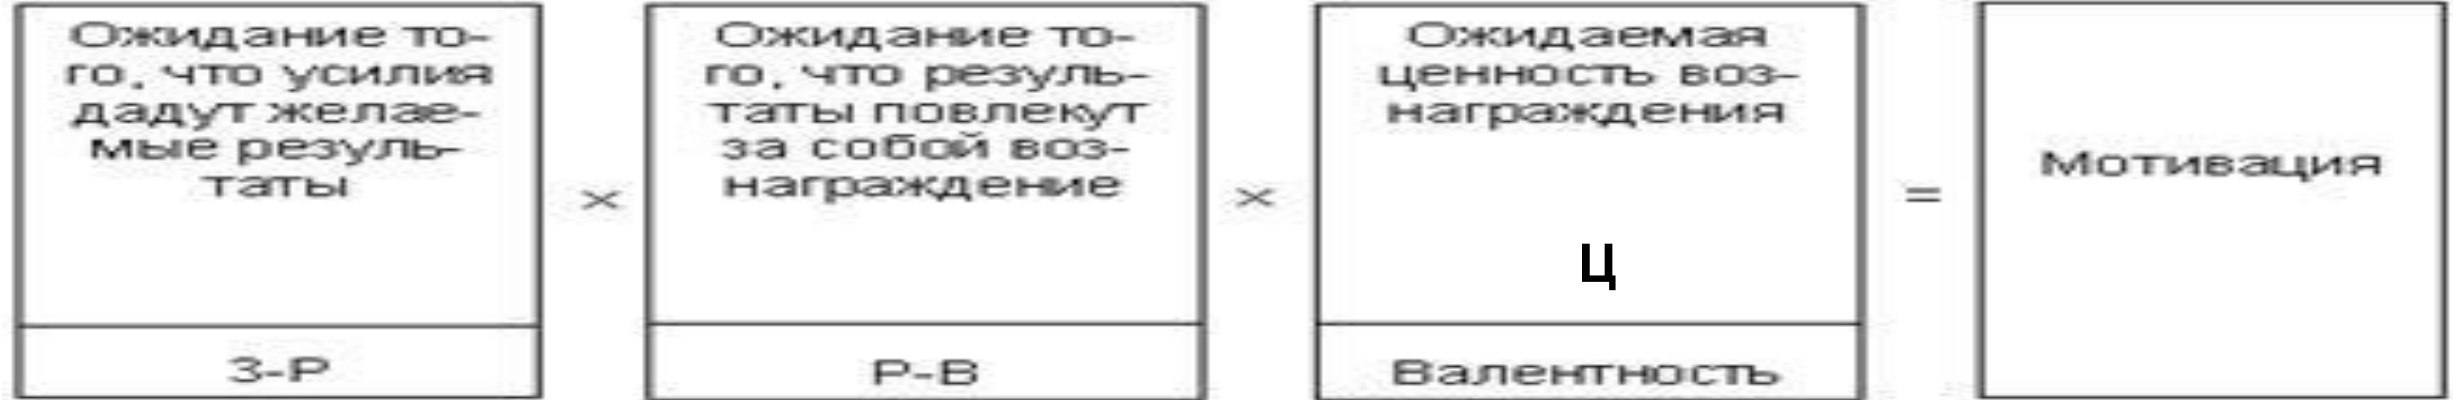 Ожидание то-
го, что усилия
дадут желае-
мые резуль-
таты
З-Р
×
Ожидание то-
го, что резуль-
таты повлекут
за собой воз-
награждение
Р-В
×
Ожидаемая
ценность воз-
награждения
Ц
Валентность
=
Мотивация